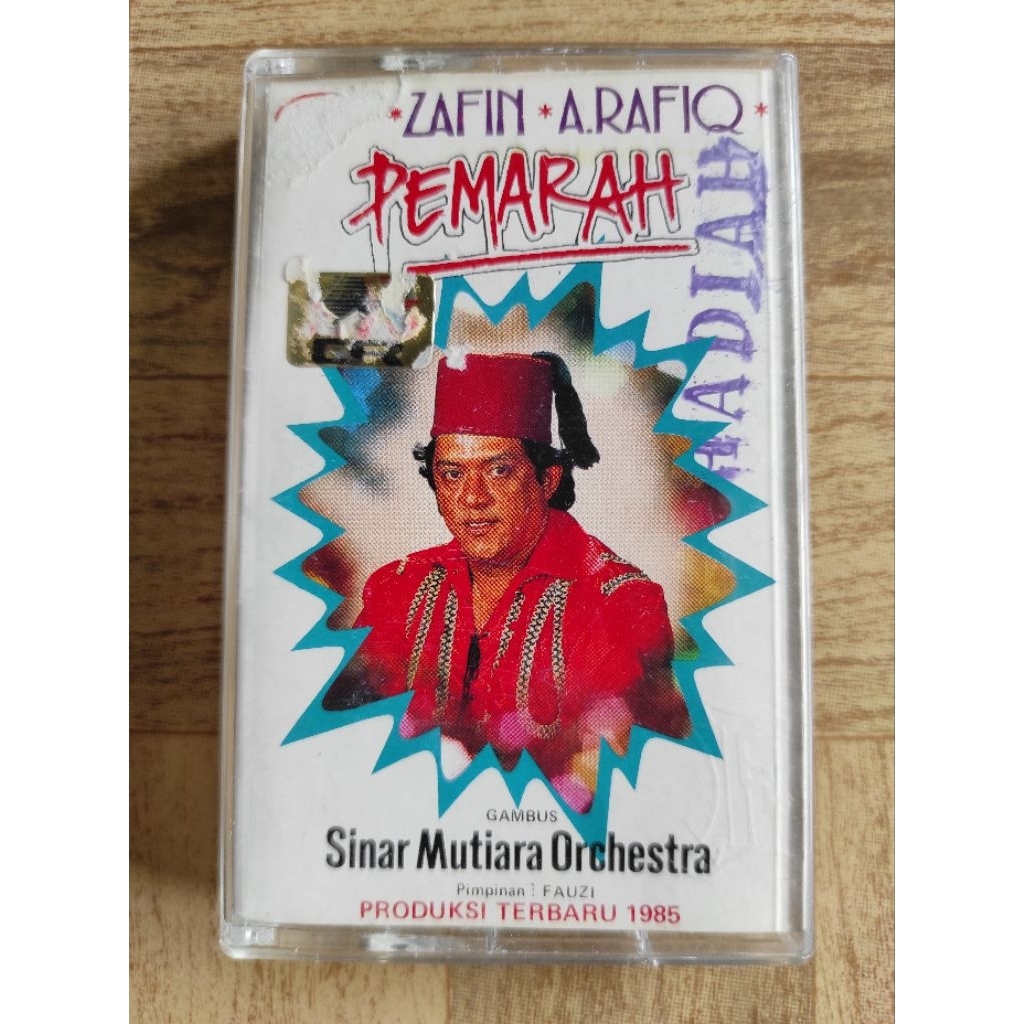 * ZAFIN * A.RAFIQ *
PEMARAH
HADIAH
GAMBUS
Sinar Mutiara Orchestra
Pimpinan : FAUZI
PRODUKSI TERBARU 1985